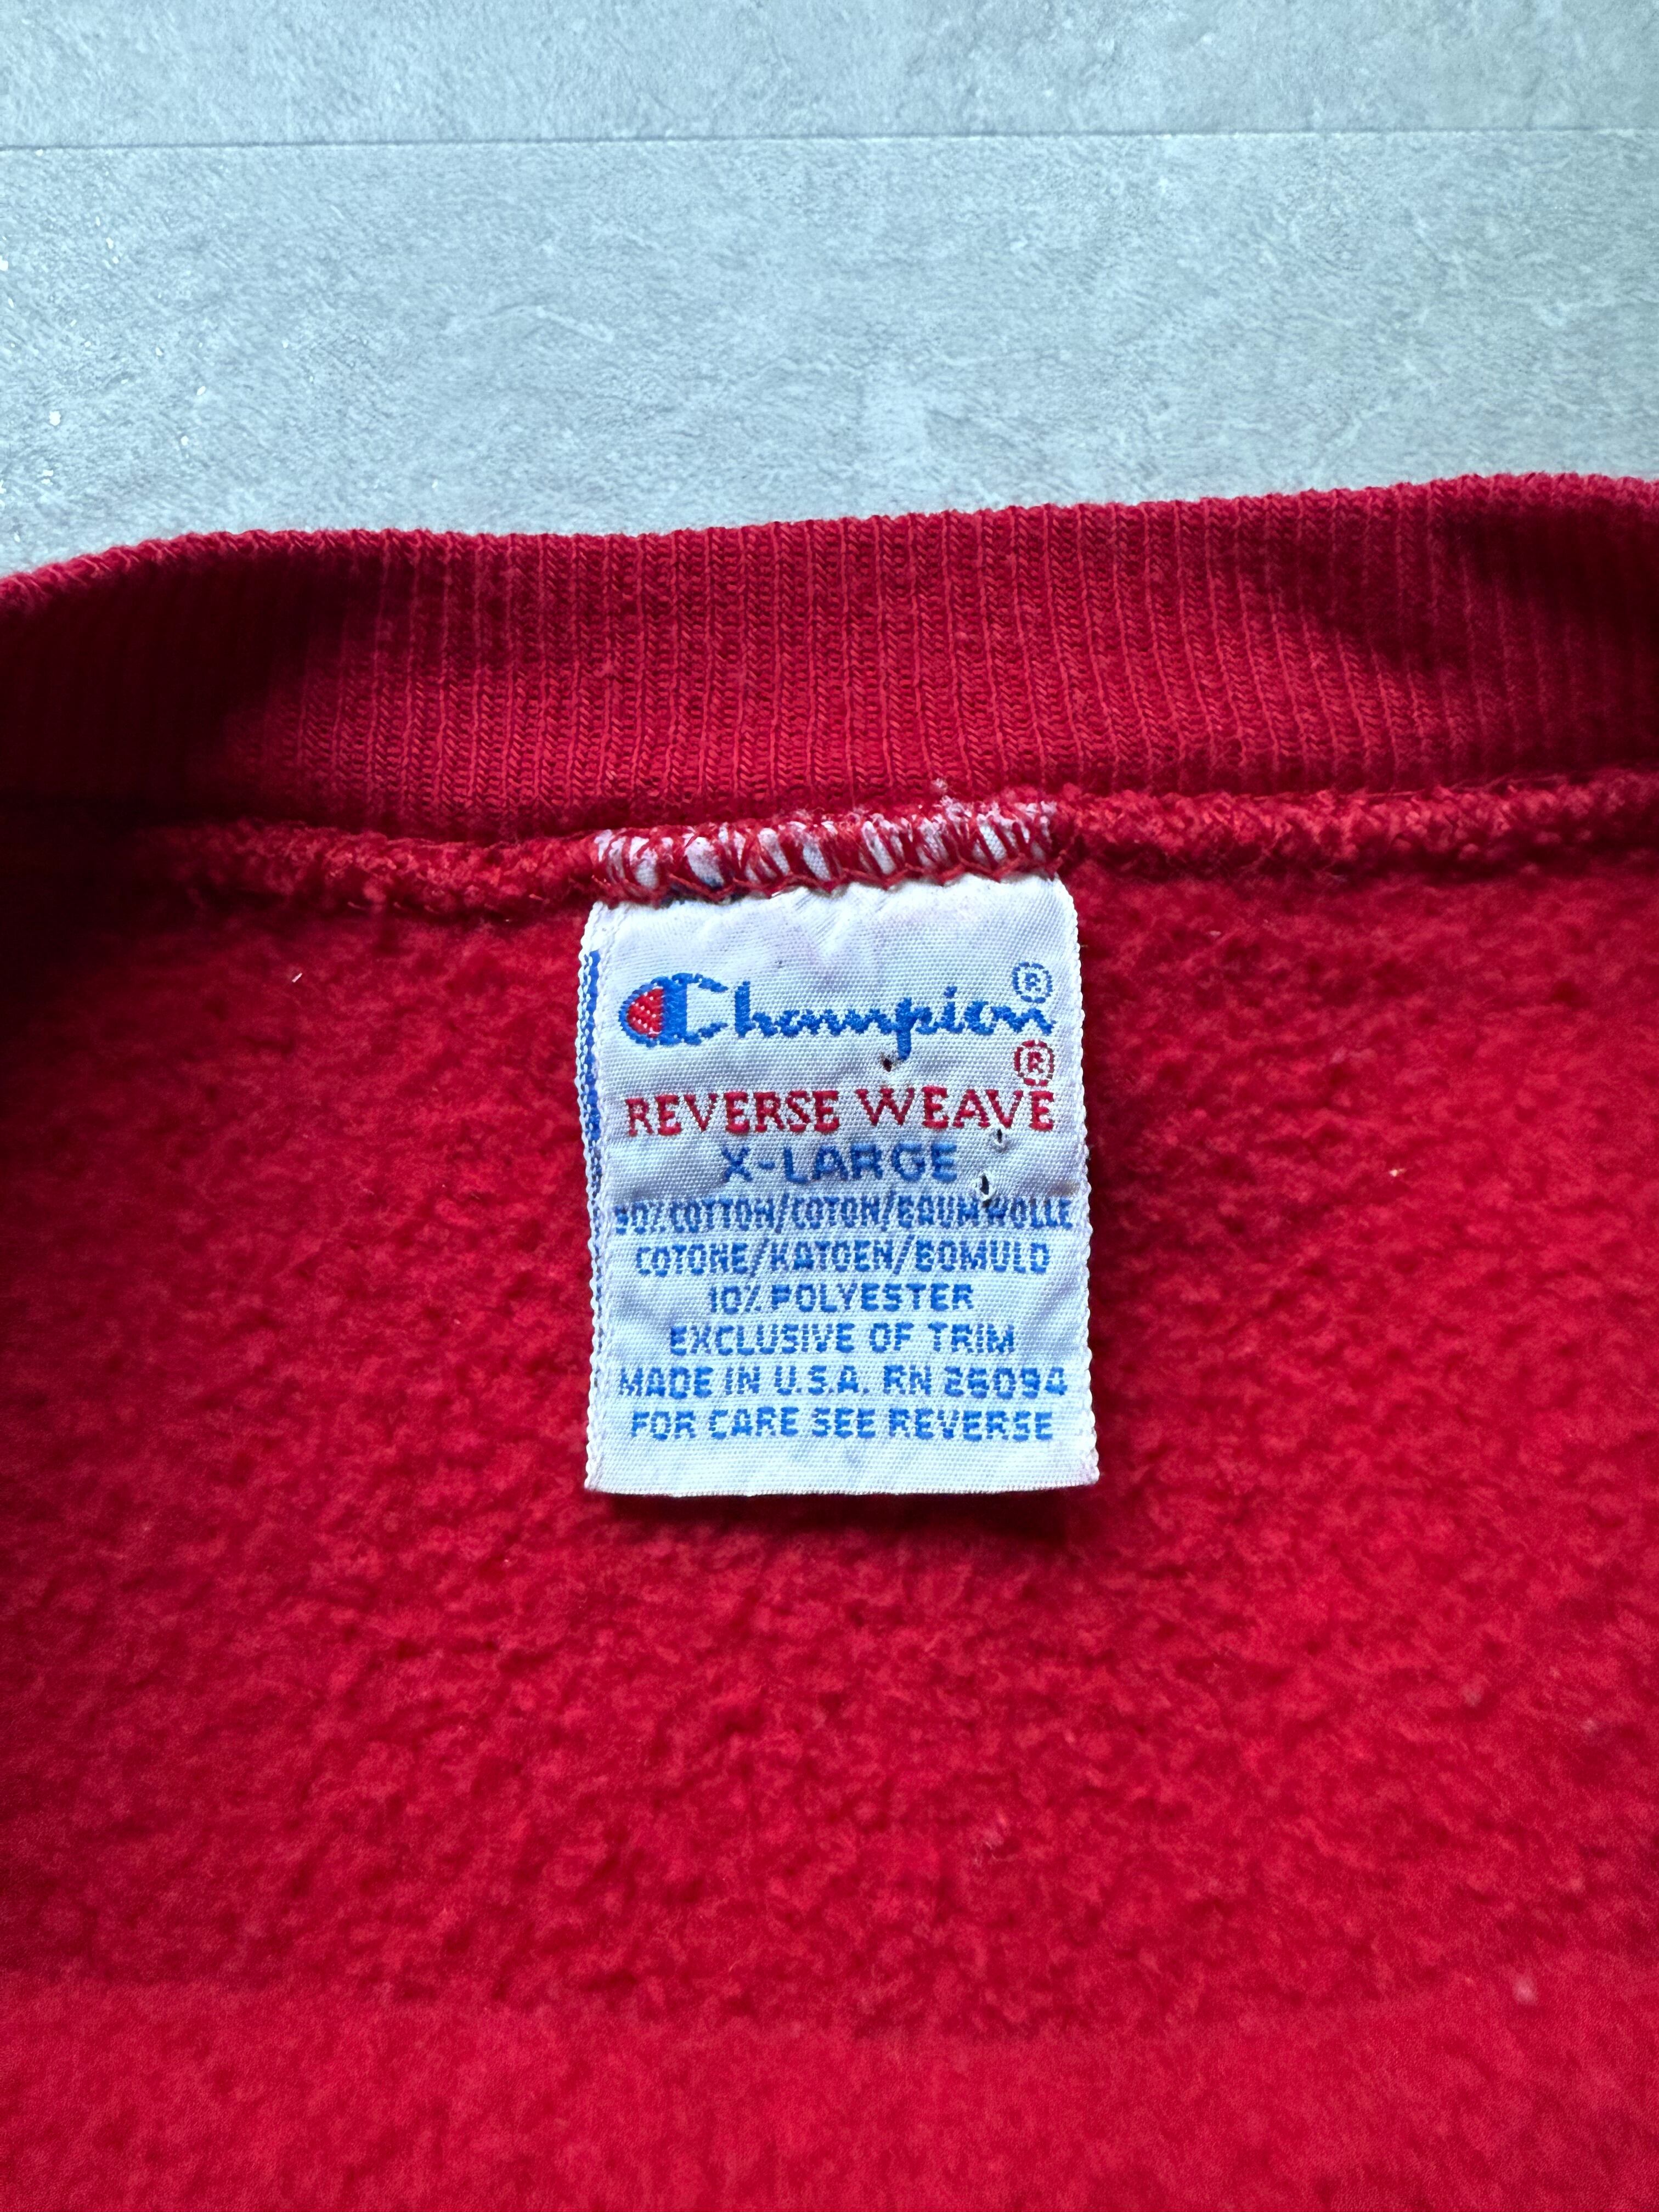 Champion®
REVERSE WEAVE®
X-LARGE
90% COTTON/COTON/BAUMWOLLE
COTONE/KATOEN/BOMULD
10% POLYESTER
EXCLUSIVE OF TRIM
MADE IN U.S.A. RN 26094
FOR CARE SEE REVERSE